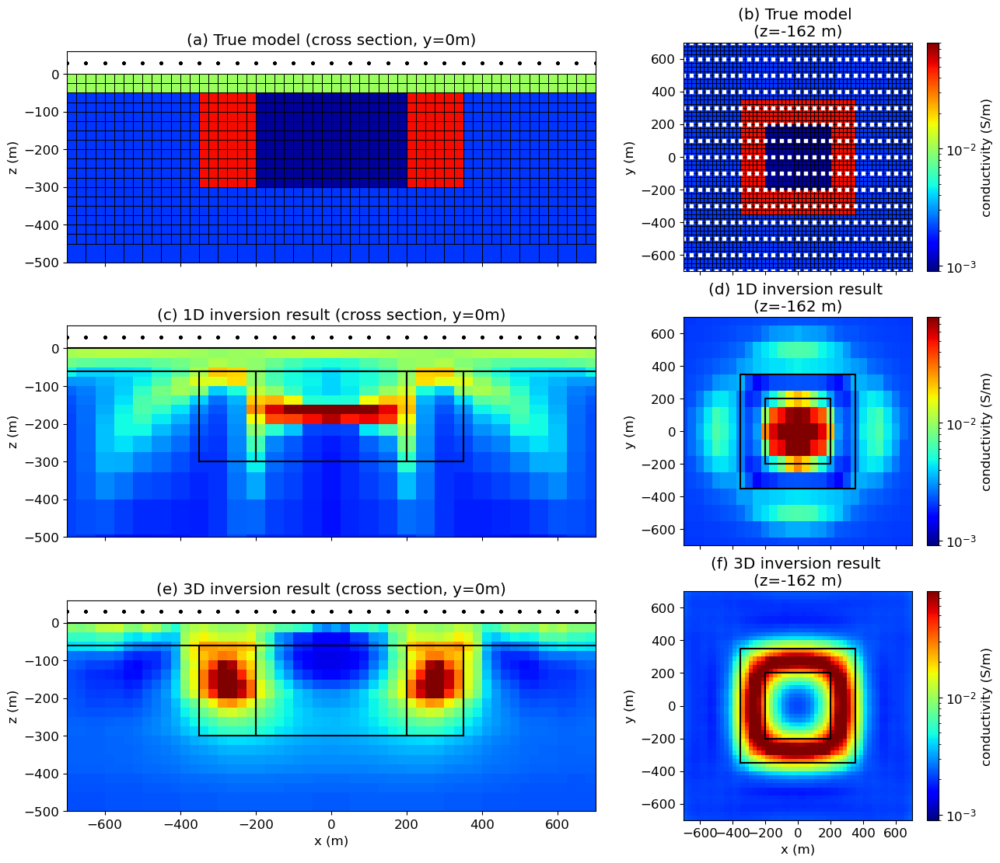 (a) True model (cross section, y=0m)
0
−100
−200
−300
−400
−500
z (m)
(b) True model
(z=-162 m)
600
400
200
0
−200
−400
−600
y (m)
10⁻²
10⁻³
conductivity (S/m)
(c) 1D inversion result (cross section, y=0m)
0
−100
−200
−300
−400
−500
z (m)
(d) 1D inversion result
(z=-162 m)
600
400
200
0
−200
−400
−600
y (m)
10⁻²
10⁻³
conductivity (S/m)
(e) 3D inversion result (cross section, y=0m)
0
−100
−200
−300
−400
−500
z (m)
−600 −400 −200 0 200 400 600
x (m)
(f) 3D inversion result
(z=-162 m)
600
400
200
0
−200
−400
−600
y (m)
−600 −400 −200 0 200 400 600
x (m)
10⁻²
10⁻³
conductivity (S/m)